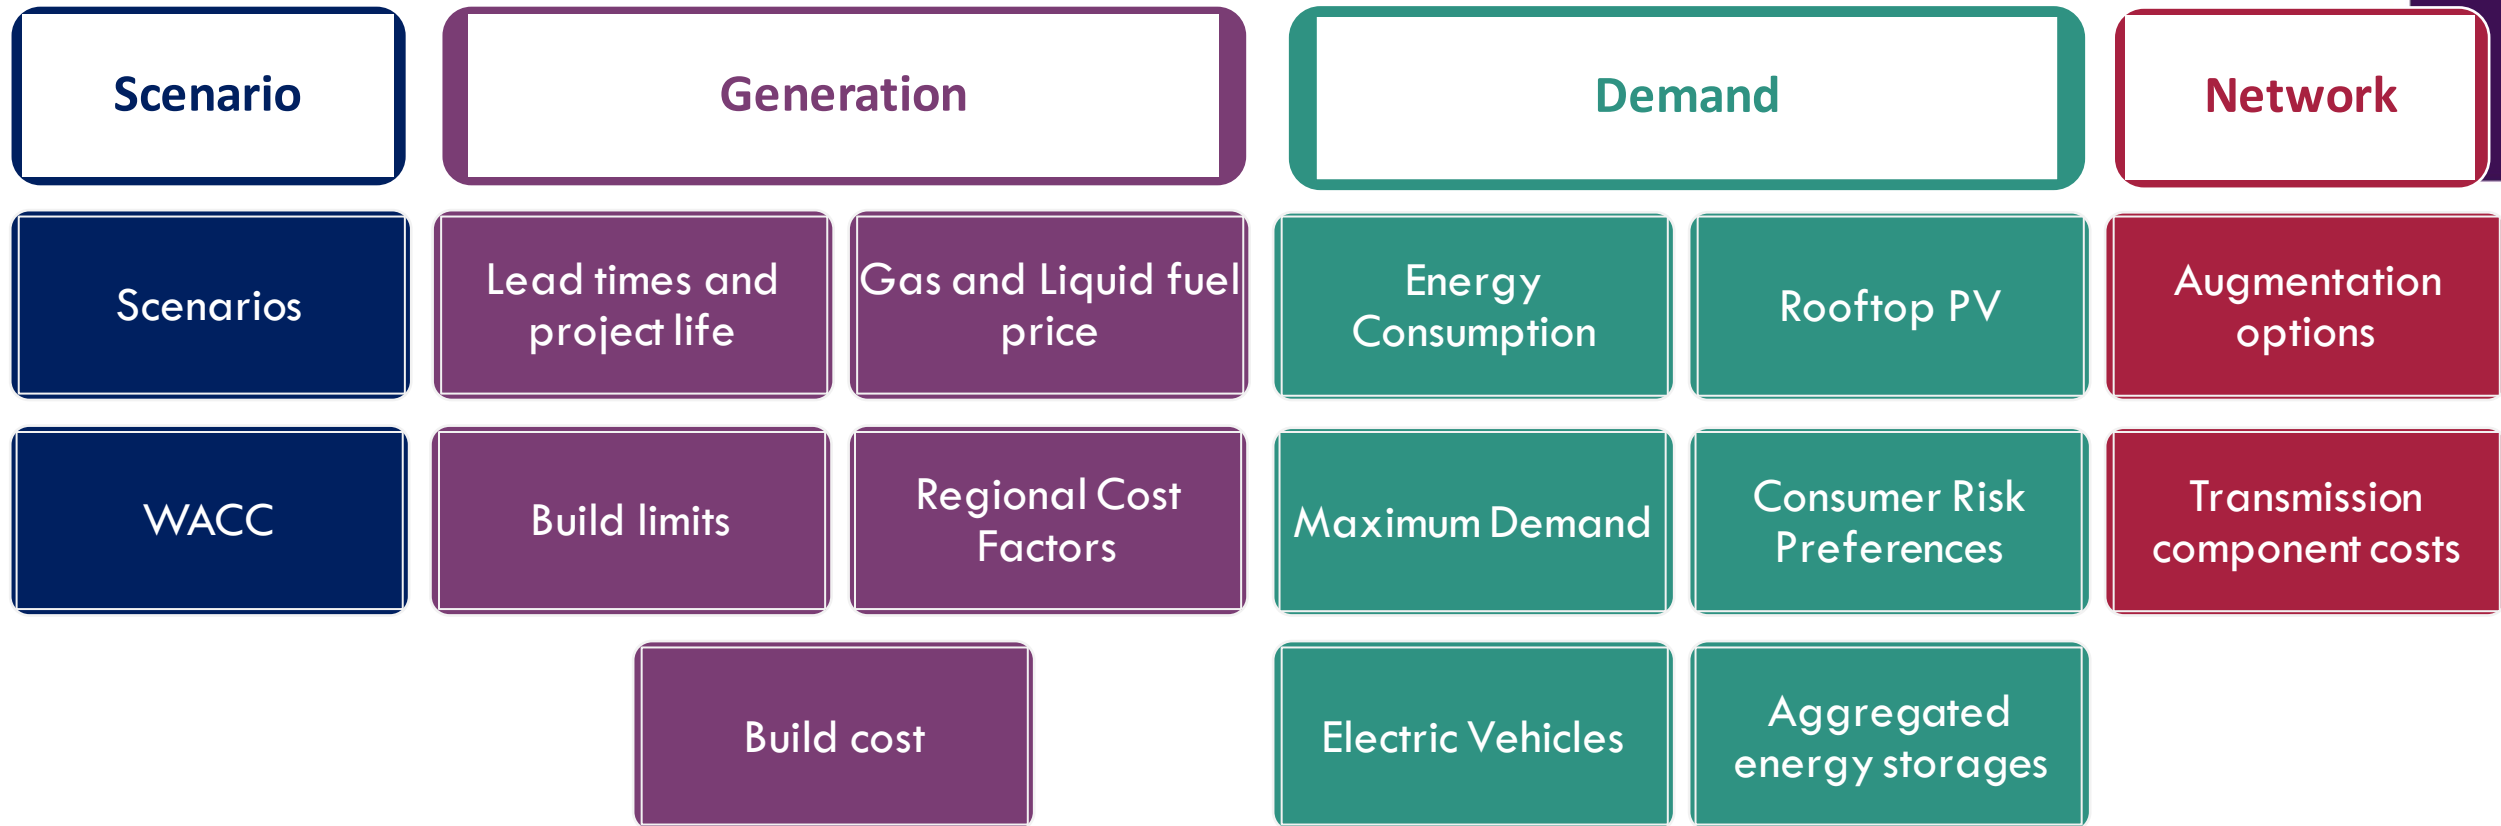 Scenario
Generation
Demand
Network
Scenarios
Lead times and
project life
Gas and Liquid fuel
price
Energy
Consumption
Rooftop PV
Augmentation
options
WACC
Build limits
Regional Cost
Factors
Maximum Demand
Consumer Risk
Preferences
Transmission
component costs
Build cost
Electric Vehicles
Aggregated
energy storages